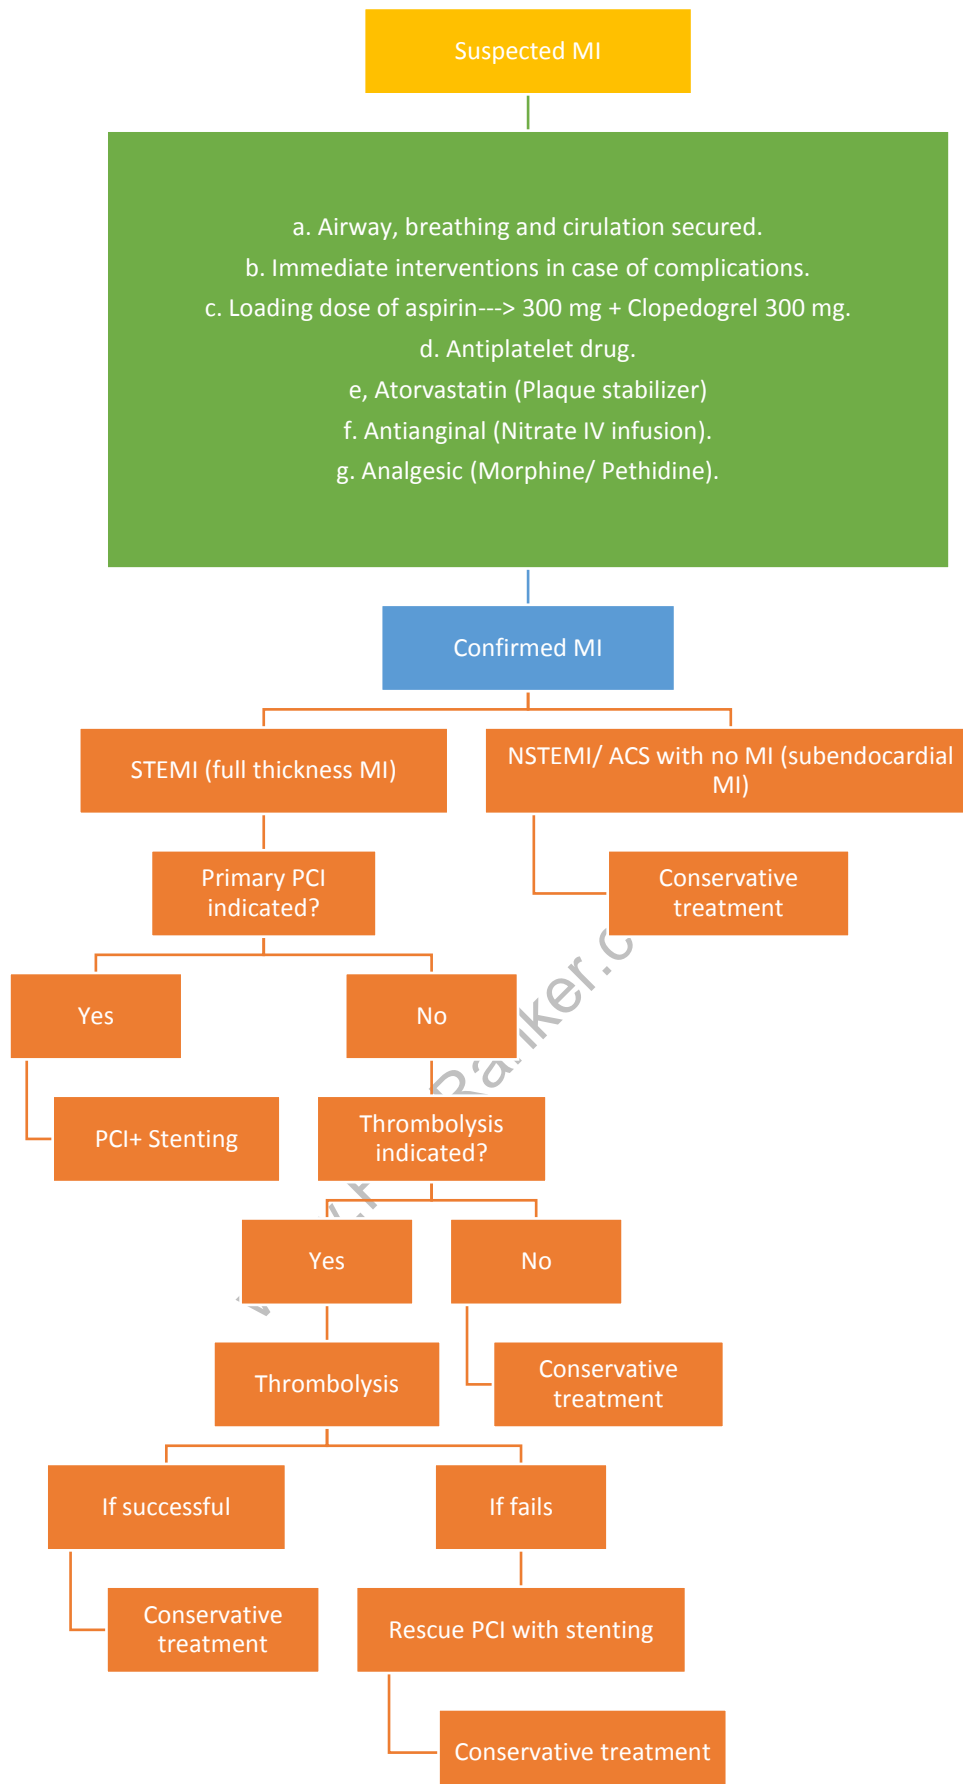 Suspected MI
a. Airway, breathing and cirulation secured.
b. Immediate interventions in case of complications.
c. Loading dose of aspirin---> 300 mg + Clopedogrel 300 mg.
d. Antiplatelet drug.
e, Atorvastatin (Plaque stabilizer)
f. Antianginal (Nitrate IV infusion).
g. Analgesic (Morphine/ Pethidine).
Confirmed MI
STEMI (full thickness MI)
NSTEMI/ ACS with no MI (subendocardial
MI)
Primary PCI
indicated?
Conservative
treatment
Yes
No
PCI+ Stenting
Thrombolysis
indicated?
Yes
No
Thrombolysis
Conservative
treatment
If successful
If fails
Conservative
treatment
Rescue PCI with stenting
Conservative treatment